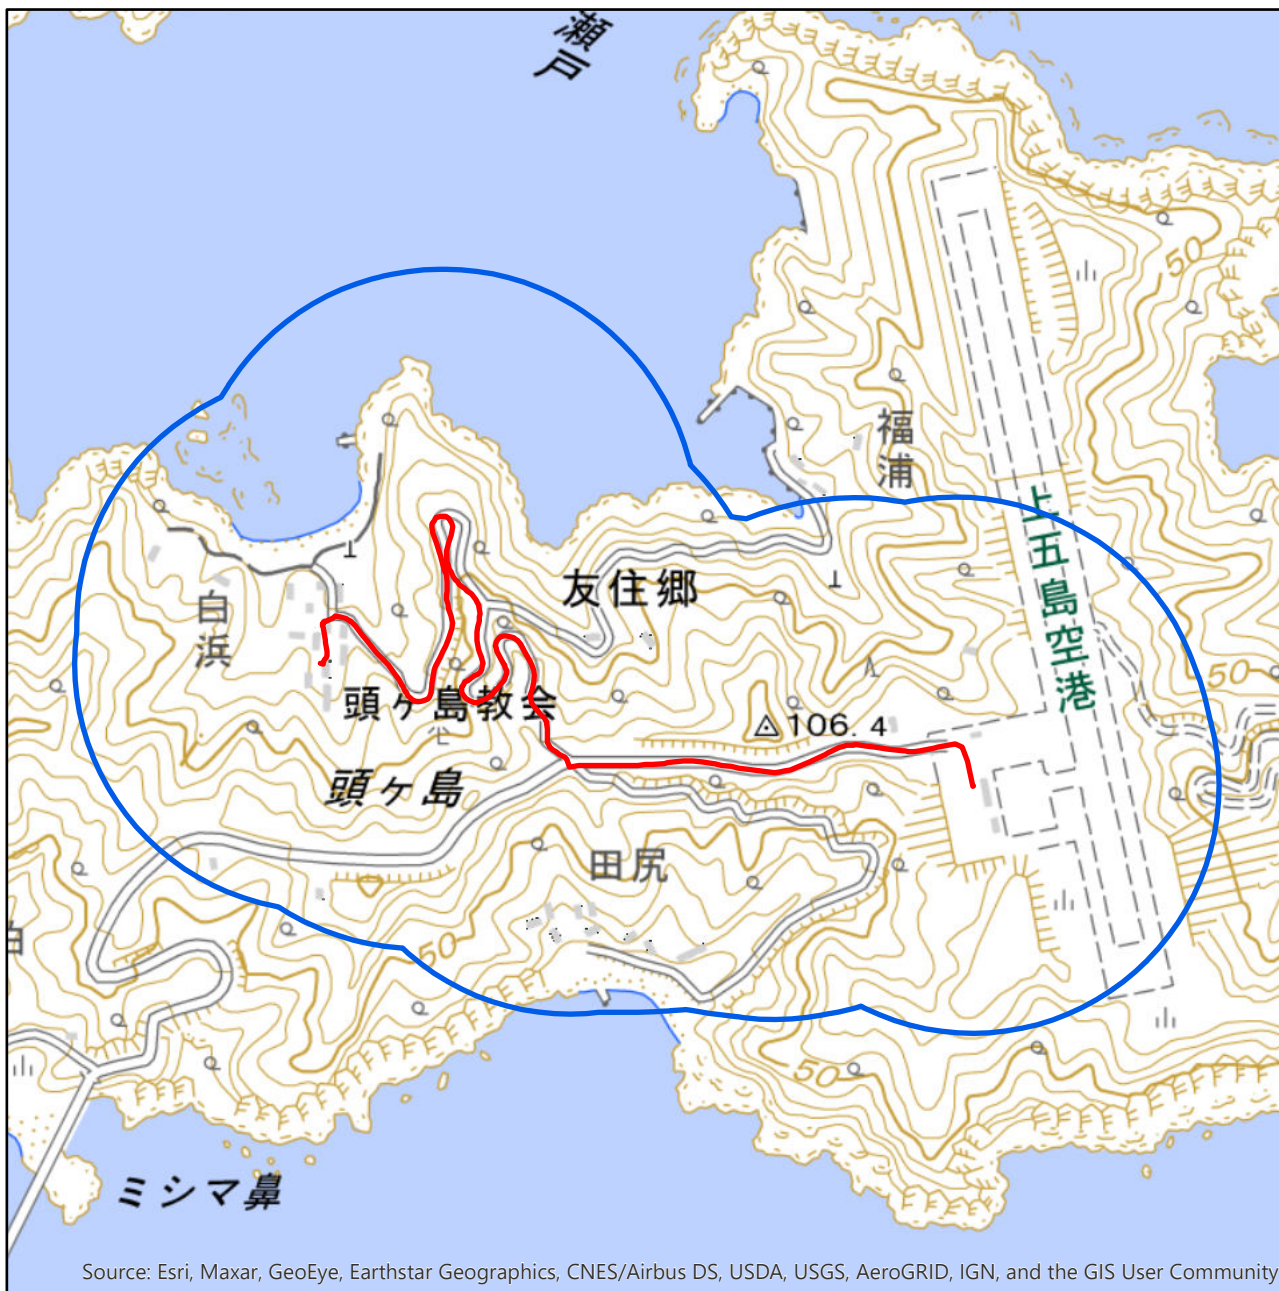 瀬戸
50
福浦
上五島空港
友住郷
白浜
50
頭ヶ島教会
106.4
頭ヶ島
田尻
50
50
ミシマ鼻
Source: Esri, Maxar, GeoEye, Earthstar Geographics, CNES/Airbus DS, USDA, USGS, AeroGRID, IGN, and the GIS User Community